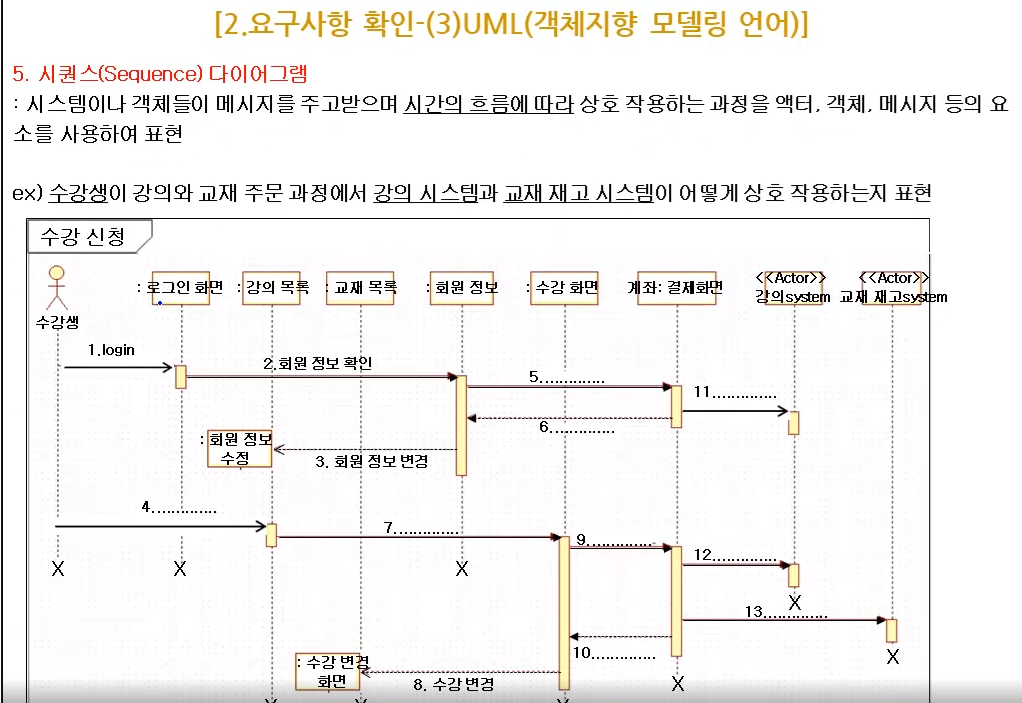 [2.요구사항 확인-(3)UML(객체지향 모델링 언어)]
5. 시퀀스(Sequence) 다이어그램
: 시스템이나 객체들이 메시지를 주고받으며 시간의 흐름에 따라 상호 작용하는 과정을 액터, 객체, 메시지 등의 요
소를 사용하여 표현
ex) 수강생이 강의와 교재 주문 과정에서 강의 시스템과 교재 재고 시스템이 어떻게 상호 작용하는지 표현
수강 신청
수강생
: 로그인 화면
: 강의 목록
: 교재 목록
: 회원 정보
: 수강 화면
계좌: 결제화면
<<Actor>>
강의system
<<Actor>>
교재 재고system
1.login
2.회원 정보 확인
5.............
11.............
6.............
: 회원 정보
수정
3. 회원 정보 변경
4.............
7.............
9.............
12.............
X
X
X
X
13.............
10.............
X
: 수강 변경
화면
8. 수강 변경
X
X
X
X